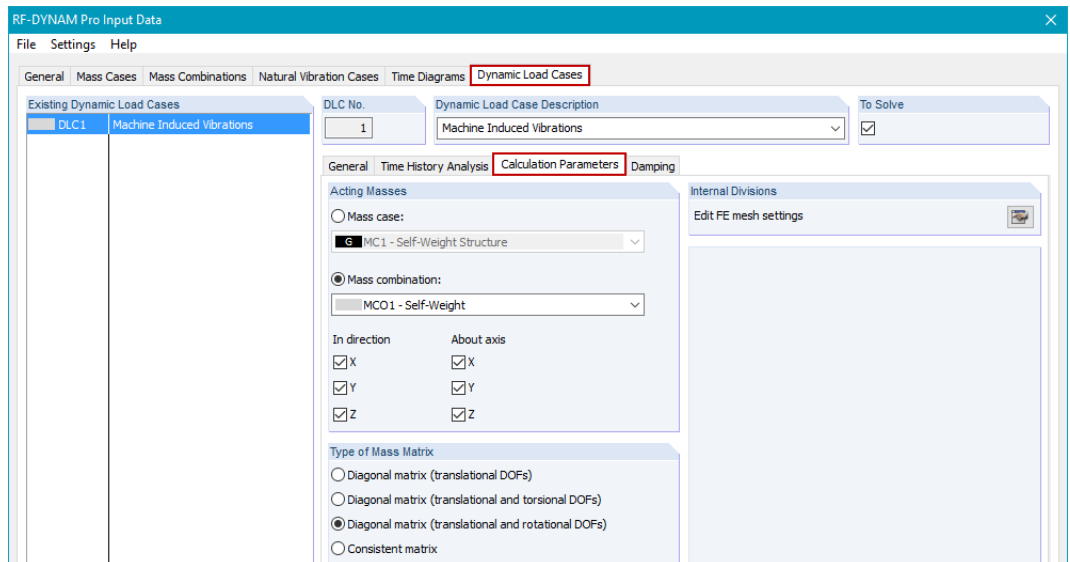 RF-DYNAM Pro Input Data
File Settings Help
General Mass Cases Mass Combinations Natural Vibration Cases Time Diagrams Dynamic Load Cases
Existing Dynamic Load Cases
DLC1 Machine Induced Vibrations
DLC No.
1
Dynamic Load Case Description
Machine Induced Vibrations
To Solve
General Time History Analysis Calculation Parameters Damping
Acting Masses
Mass case:
G MC1 - Self-Weight Structure
Mass combination:
MCO1 - Self-Weight
In direction About axis
X X
Y Y
Z Z
Type of Mass Matrix
Diagonal matrix (translational DOFs)
Diagonal matrix (translational and torsional DOFs)
Diagonal matrix (translational and rotational DOFs)
Consistent matrix
Internal Divisions
Edit FE mesh settings